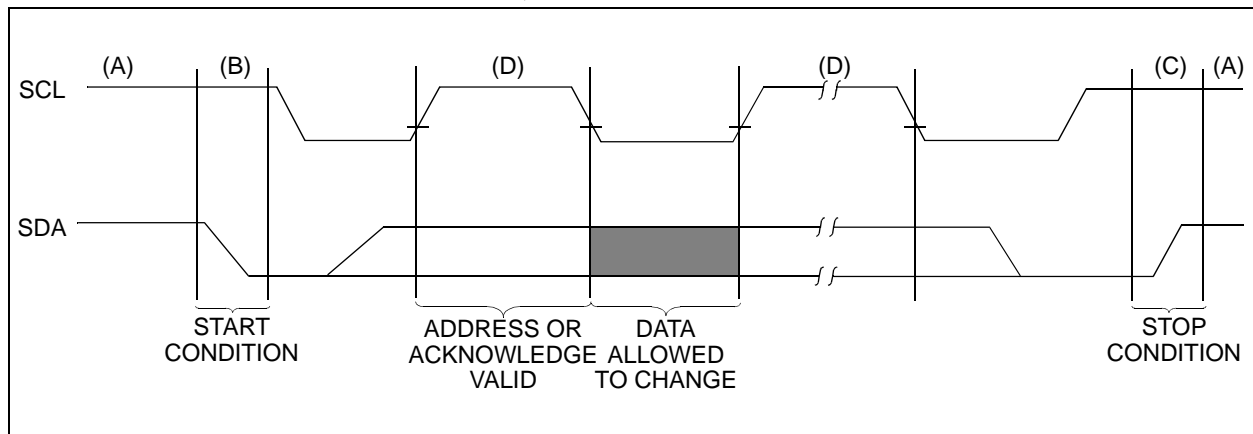 (A)
(B)
(D)
(D)
(C)
(A)
SCL
SDA
START
CONDITION
ADDRESS OR
ACKNOWLEDGE
VALID
DATA
ALLOWED
TO CHANGE
STOP
CONDITION